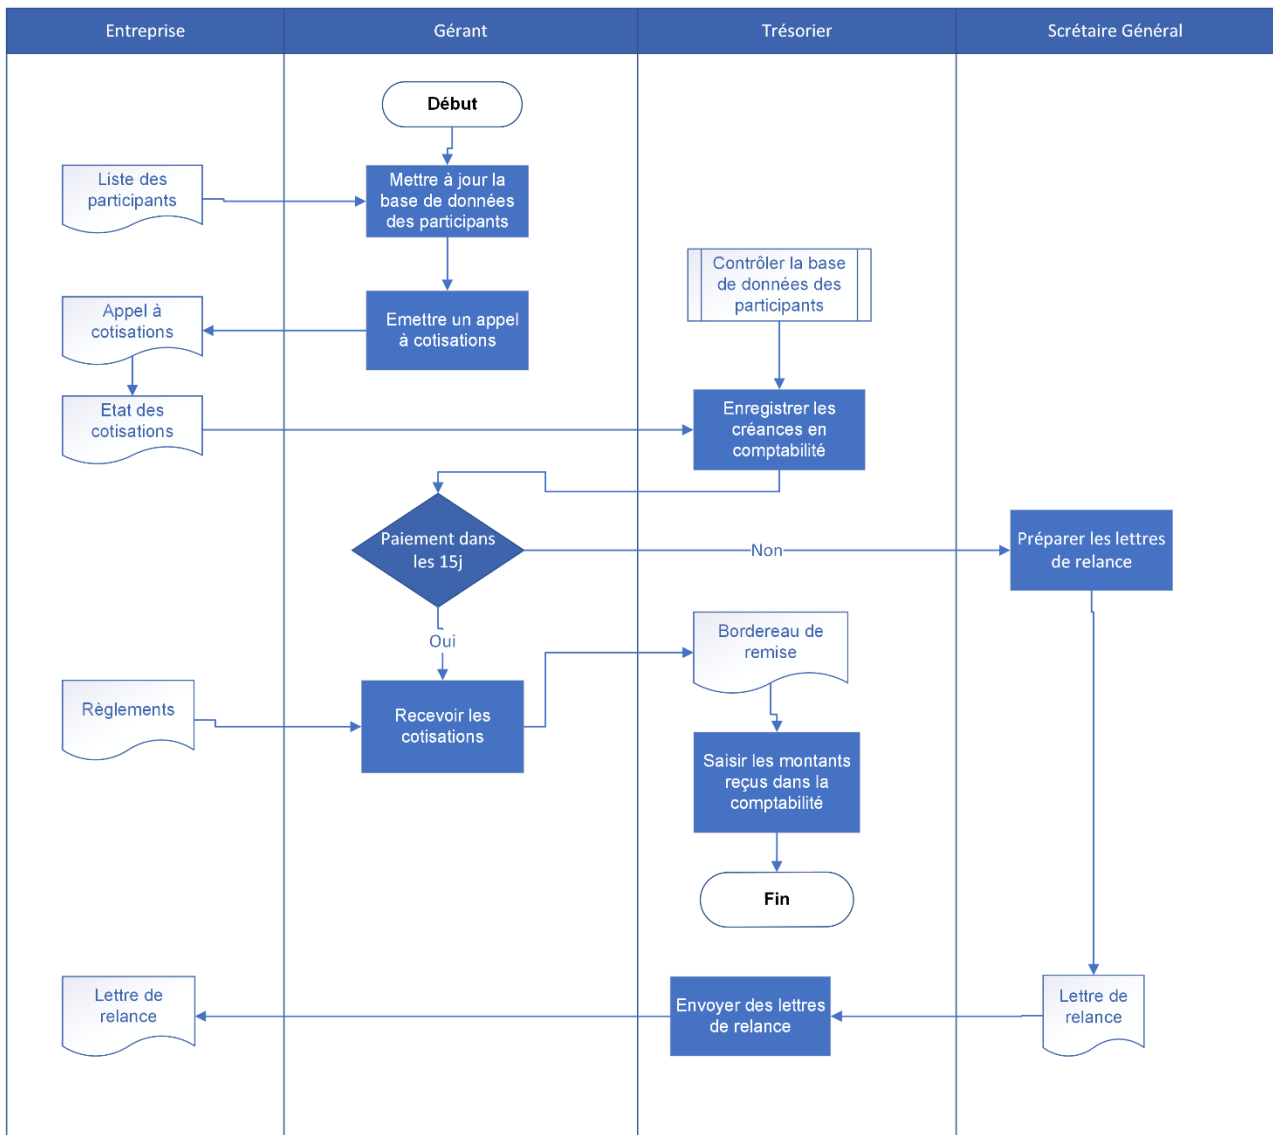 Entreprise
Gérant
Trésorier
Scrétaire Général
Début
Liste des
participants
Mettre à jour la
base de données
des participants
Contrôler la base
de données des
participants
Appel à
cotisations
Emettre un appel
à cotisations
Etat des
cotisations
Enregistrer les
créances en
comptabilité
Paiement dans
les 15j
Non
Préparer les lettres
de relance
Oui
Bordereau de
remise
Règlements
Recevoir les
cotisations
Saisir les montants
reçus dans la
comptabilité
Fin
Lettre de
relance
Envoyer des lettres
de relance
Lettre de
relance